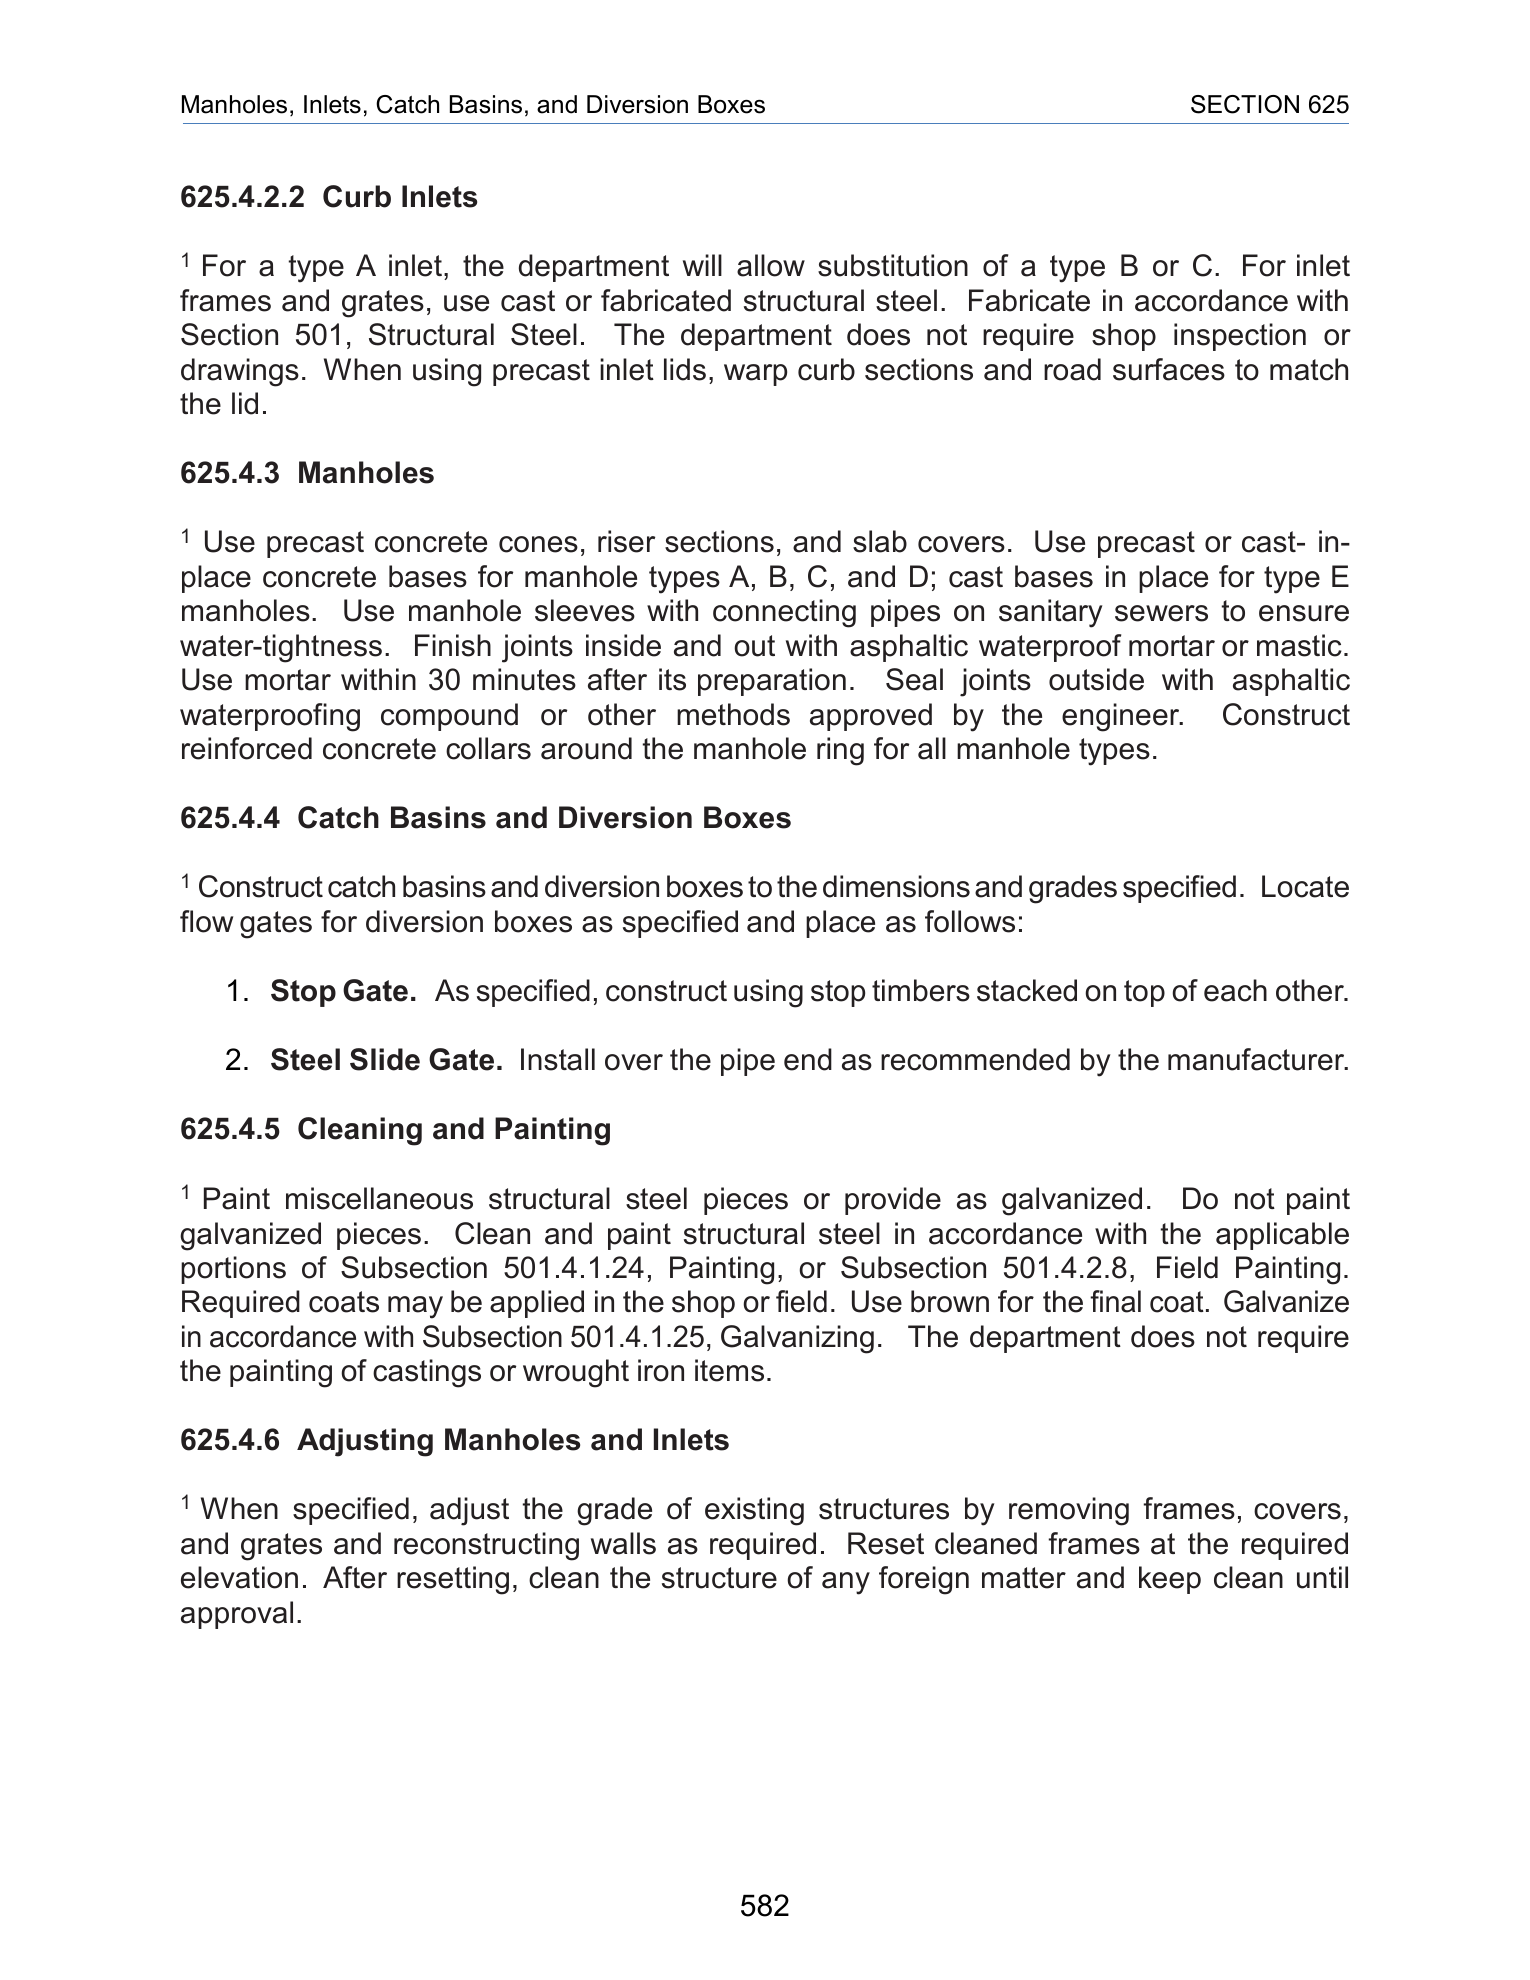 Manholes, Inlets, Catch Basins, and Diversion Boxes SECTION 625
625.4.2.2 Curb Inlets
1 For a type A inlet, the department will allow substitution of a type B or C. For inlet
frames and grates, use cast or fabricated structural steel. Fabricate in accordance with
Section 501, Structural Steel. The department does not require shop inspection or
drawings. When using precast inlet lids, warp curb sections and road surfaces to match
the lid.
625.4.3 Manholes
1 Use precast concrete cones, riser sections, and slab covers. Use precast or cast- in-
place concrete bases for manhole types A, B, C, and D; cast bases in place for type E
manholes. Use manhole sleeves with connecting pipes on sanitary sewers to ensure
water-tightness. Finish joints inside and out with asphaltic waterproof mortar or mastic.
Use mortar within 30 minutes after its preparation. Seal joints outside with asphaltic
waterproofing compound or other methods approved by the engineer. Construct
reinforced concrete collars around the manhole ring for all manhole types.
625.4.4 Catch Basins and Diversion Boxes
1 Construct catch basins and diversion boxes to the dimensions and grades specified. Locate
flow gates for diversion boxes as specified and place as follows:
1. Stop Gate. As specified, construct using stop timbers stacked on top of each other.
2. Steel Slide Gate. Install over the pipe end as recommended by the manufacturer.
625.4.5 Cleaning and Painting
1 Paint miscellaneous structural steel pieces or provide as galvanized. Do not paint
galvanized pieces. Clean and paint structural steel in accordance with the applicable
portions of Subsection 501.4.1.24, Painting, or Subsection 501.4.2.8, Field Painting.
Required coats may be applied in the shop or field. Use brown for the final coat. Galvanize
in accordance with Subsection 501.4.1.25, Galvanizing. The department does not require
the painting of castings or wrought iron items.
625.4.6 Adjusting Manholes and Inlets
1 When specified, adjust the grade of existing structures by removing frames, covers,
and grates and reconstructing walls as required. Reset cleaned frames at the required
elevation. After resetting, clean the structure of any foreign matter and keep clean until
approval.
582